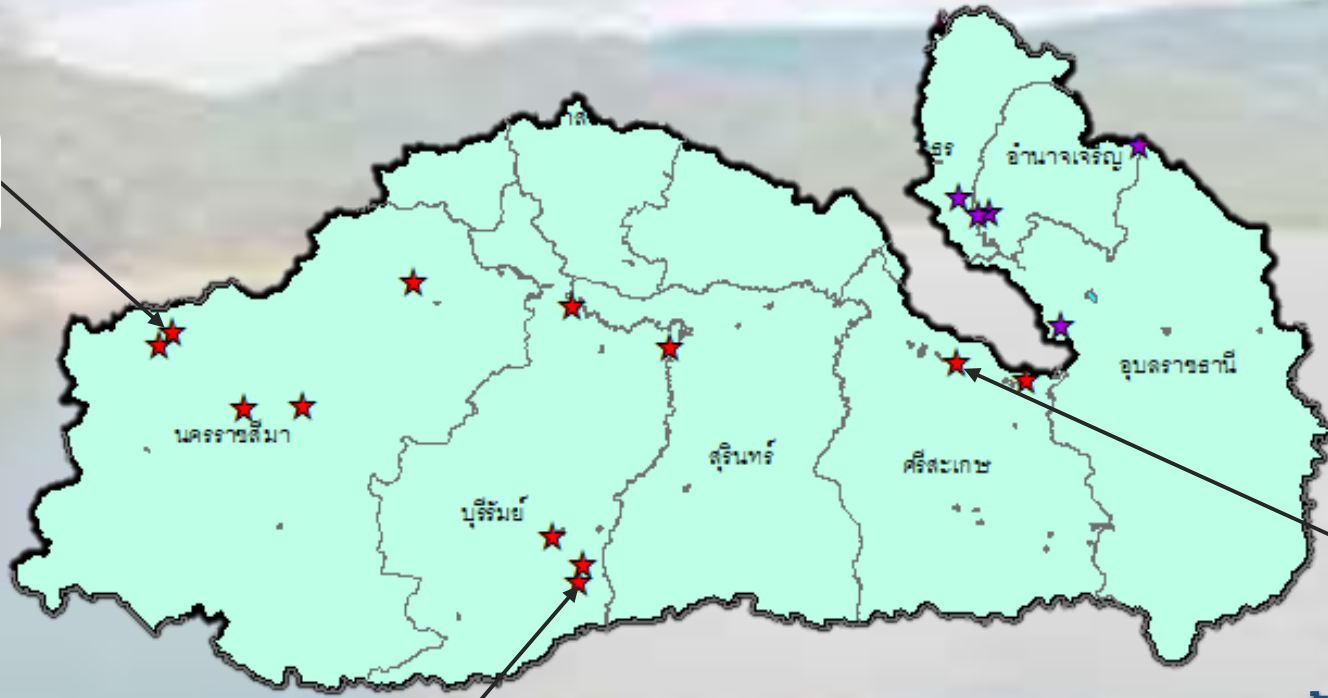 อำนาจเจริญ
อุบลราชธานี
นครราชสีมา
สุรินทร์
ศรีสะเกษ
บุรีรัมย์